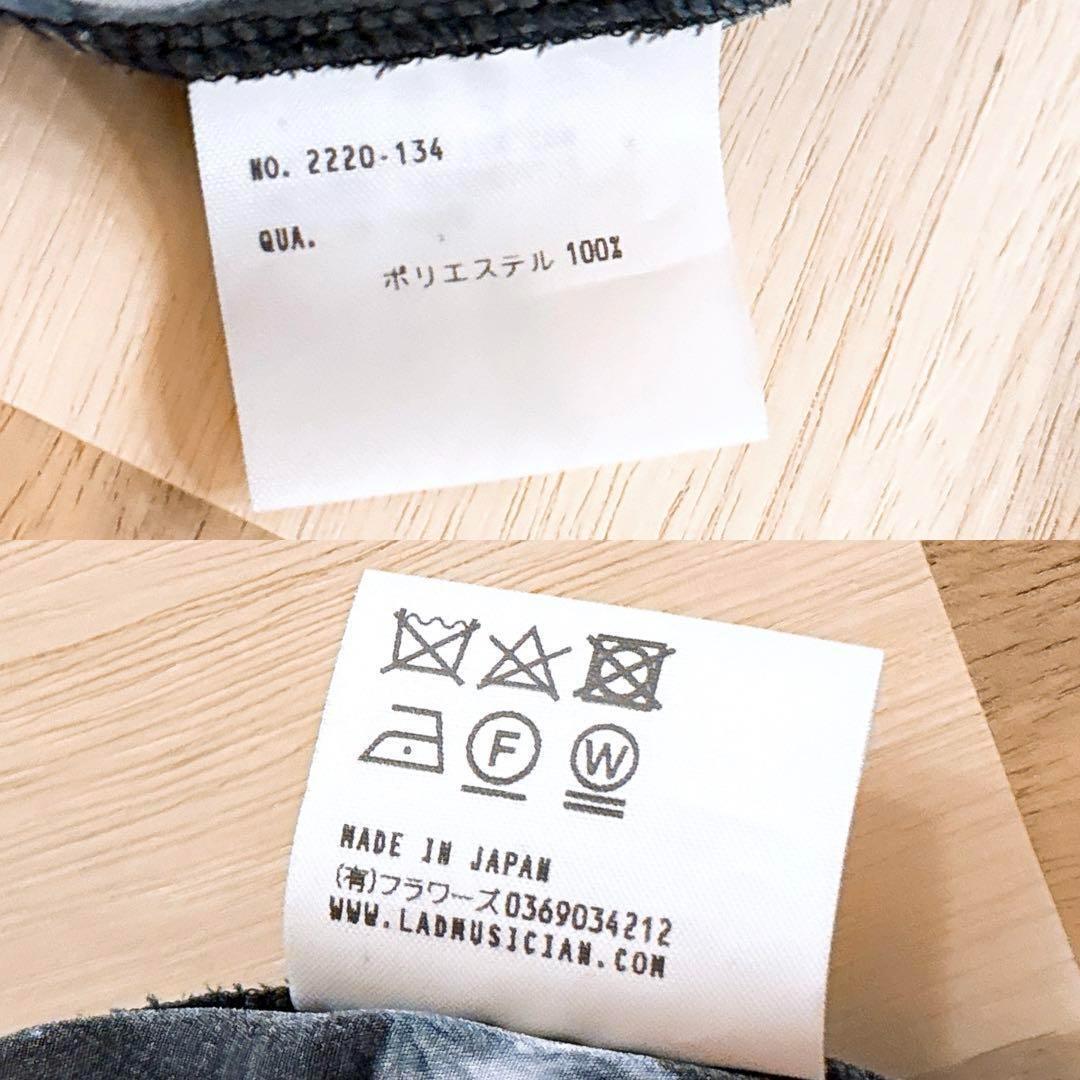 NO. 2220-134
QUA.
ポリエステル 100%
F W
MADE IN JAPAN
(有)フラワーズ0369034212
WWW.LADMUSICIAN.COM